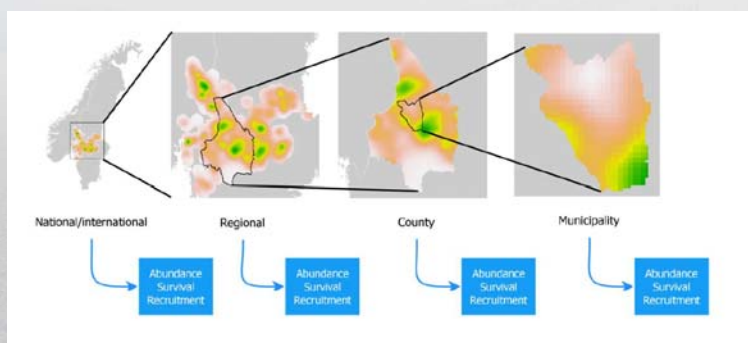 National/international
Regional
County
Municipality
Abundance
Survival
Recruitment
Abundance
Survival
Recruitment
Abundance
Survival
Recruitment
Abundance
Survival
Recruitment